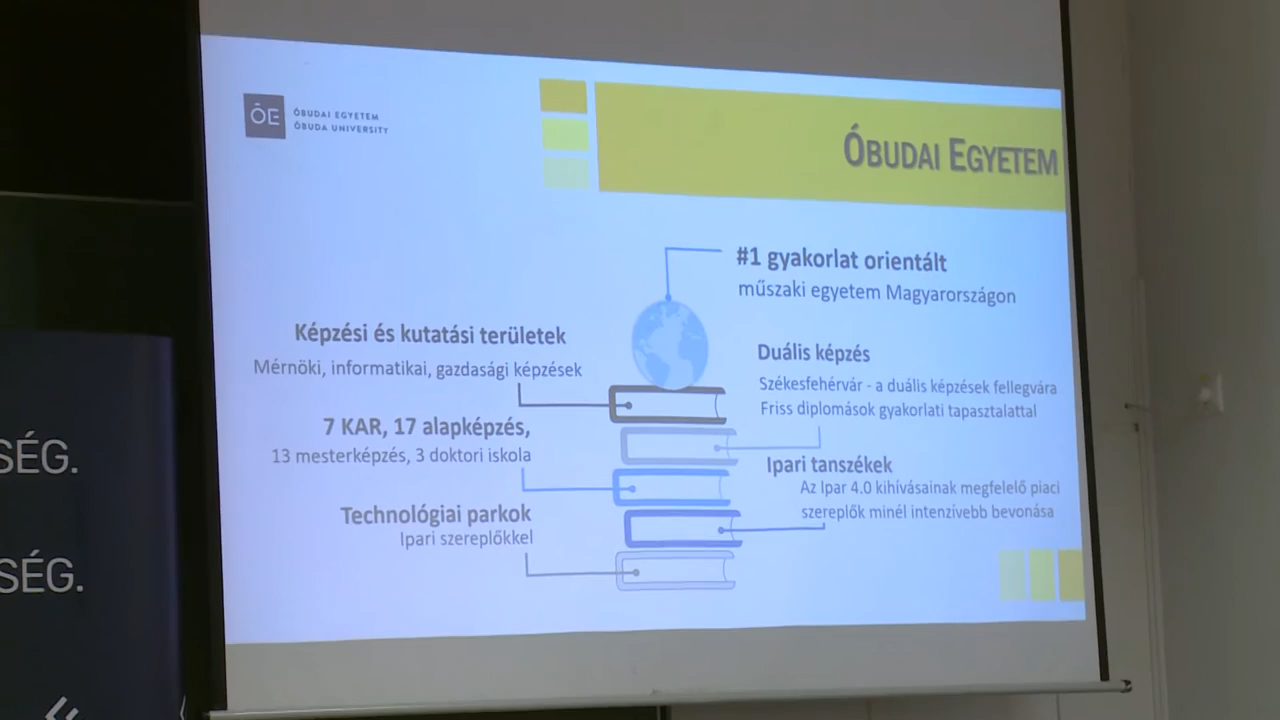 ÓE
ÓBUDAI EGYETEM
ÓBUDA UNIVERSITY
ÓBUDAI EGYETEM
#1 gyakorlat orientált
műszaki egyetem Magyarországon
Képzési és kutatási területek
Mérnöki, informatikai, gazdasági képzések
Duális képzés
Székesfehérvár - a duális képzések fellegvára
Friss diplomások gyakorlati tapasztalattal
7 KAR, 17 alapképzés,
13 mesterképzés, 3 doktori iskola
Ipari tanszékek
Az Ipar 4.0 kihívásainak megfelelő piaci
szereplők minél intenzívebb bevonása
Technológiai parkok
Ipari szereplőkkel
SÉG.
SÉG.